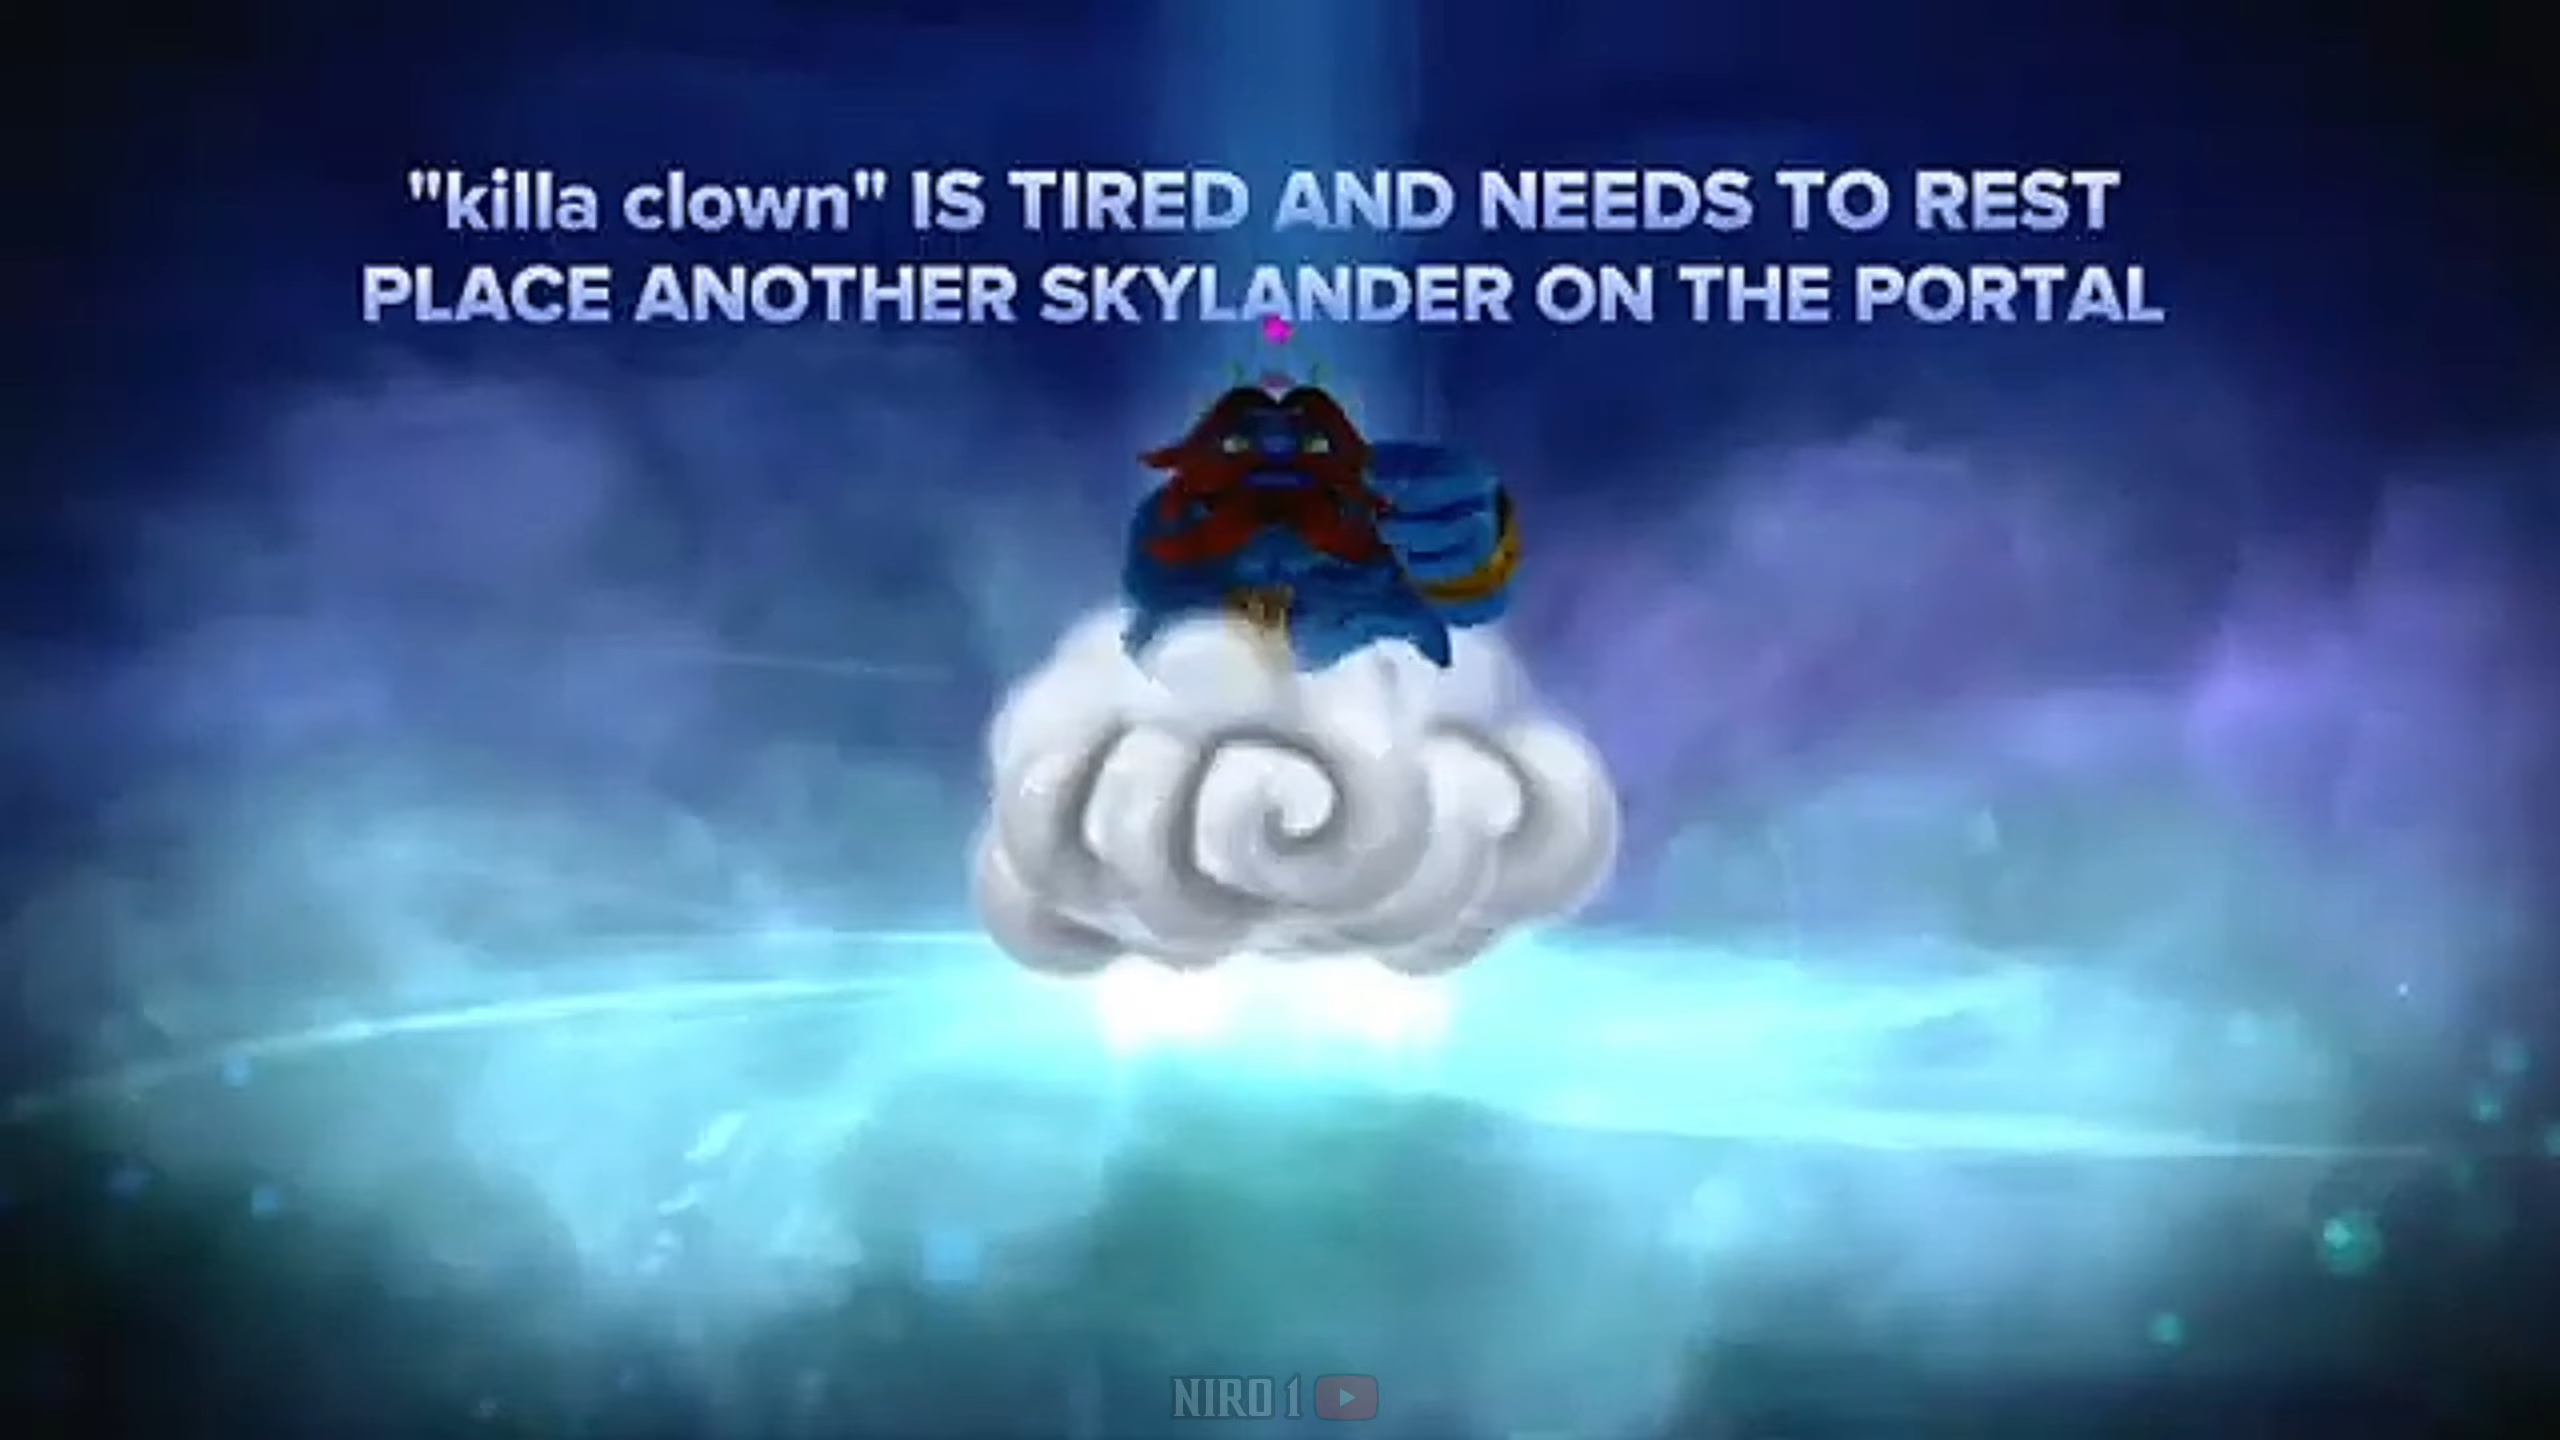 "killa clown" IS TIRED AND NEEDS TO REST
PLACE ANOTHER SKYLANDER ON THE PORTAL
NIRO 1